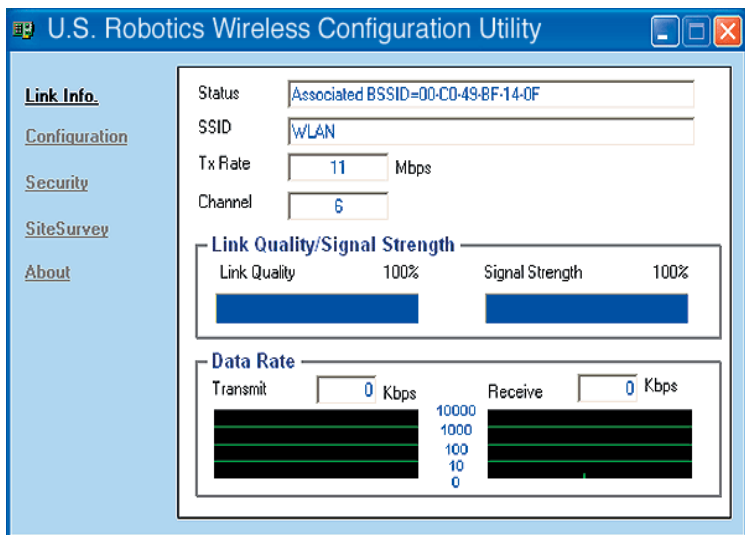 U.S. Robotics Wireless Configuration Utility
Link Info.
Configuration
Security
SiteSurvey
About
Status Associated BSSID=00-C0-49-BF-14-0F
SSID WLAN
Tx Rate 11 Mbps
Channel 6
Link Quality/Signal Strength
Link Quality 100% Signal Strength 100%
Data Rate
Transmit 0 Kbps Receive 0 Kbps
10000
1000
100
10
0